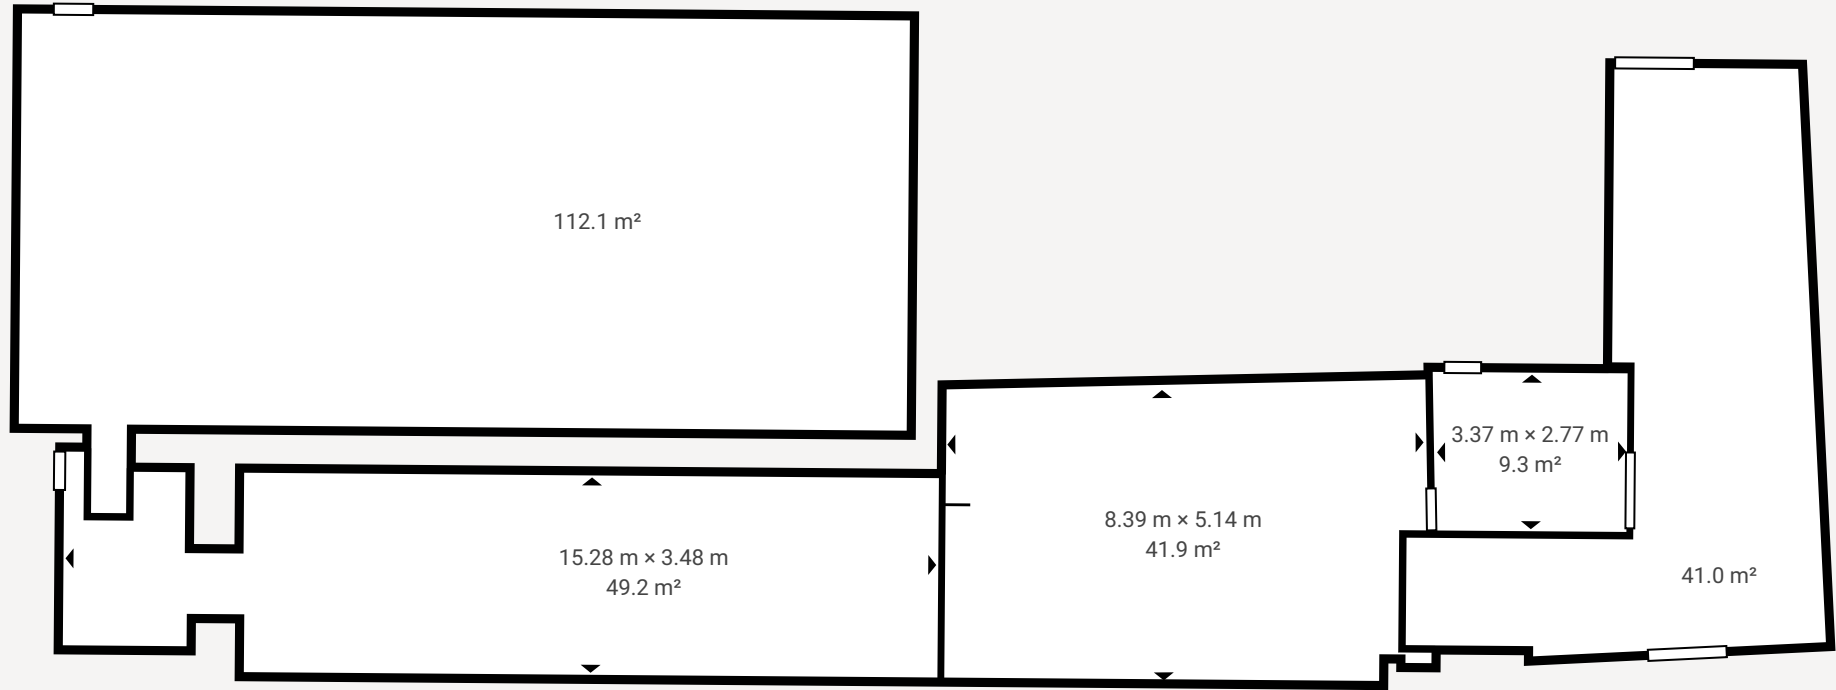 112.1 m²
3.37 m × 2.77 m
9.3 m²
8.39 m × 5.14 m
41.9 m²
15.28 m × 3.48 m
49.2 m²
41.0 m²